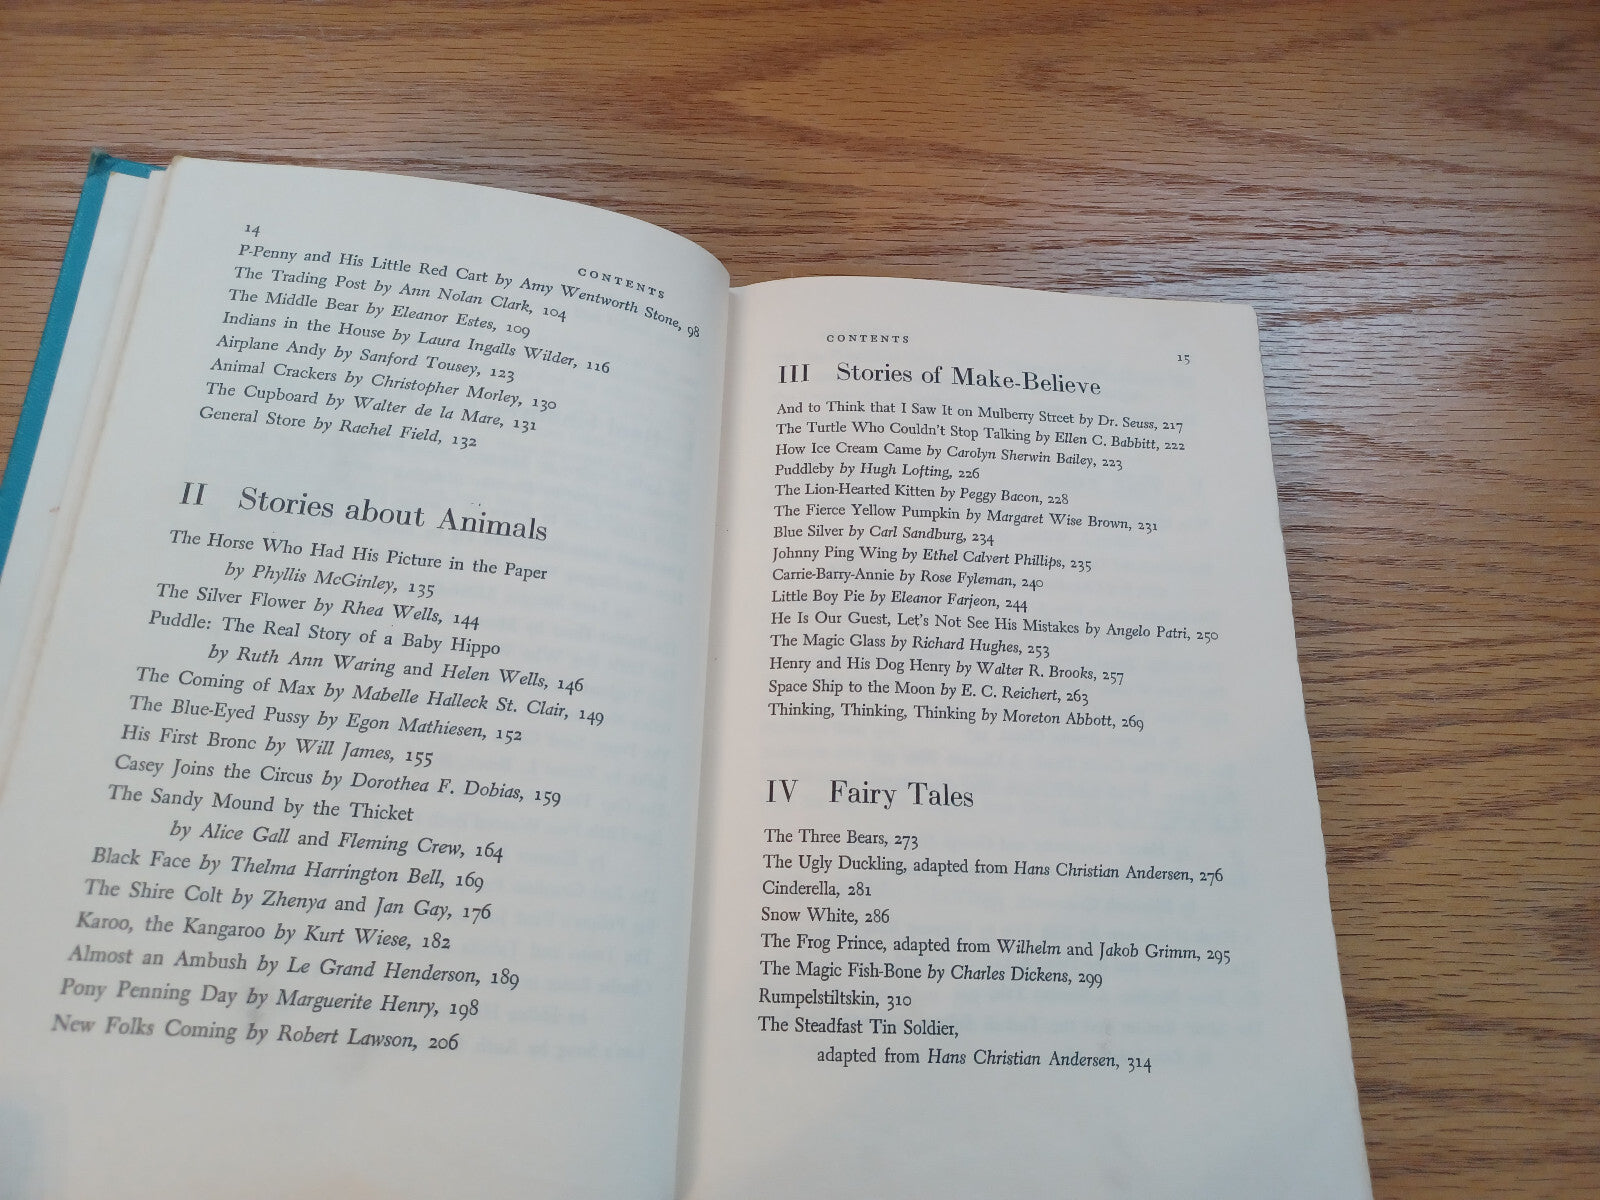 14
CONTENTS
P-Penny and His Little Red Cart by Amy Wentworth Stone, 98
The Trading Post by Ann Nolan Clark, 104
The Middle Bear by Eleanor Estes, 109
Indians in the House by Laura Ingalls Wilder, 116
Airplane Andy by Sanford Tousey, 123
Animal Crackers by Christopher Morley, 130
The Cupboard by Walter de la Mare, 131
General Store by Rachel Field, 132
II Stories about Animals
The Horse Who Had His Picture in the Paper
by Phyllis McGinley, 135
The Silver Flower by Rhea Wells, 144
Puddle: The Real Story of a Baby Hippo
by Ruth Ann Waring and Helen Wells, 146
The Coming of Max by Mabelle Halleck St. Clair, 149
The Blue-Eyed Pussy by Egon Mathiesen, 152
His First Bronc by Will James, 155
Casey Joins the Circus by Dorothea F. Dobias, 159
The Sandy Mound by the Thicket
by Alice Gall and Fleming Crew, 164
Black Face by Thelma Harrington Bell, 169
The Shire Colt by Zhenya and Jan Gay, 176
Karoo, the Kangaroo by Kurt Wiese, 182
Almost an Ambush by Le Grand Henderson, 189
Pony Penning Day by Marguerite Henry, 198
New Folks Coming by Robert Lawson, 206
CONTENTS
15
III Stories of Make-Believe
And to Think that I Saw It on Mulberry Street by Dr. Seuss, 217
The Turtle Who Couldn't Stop Talking by Ellen C. Babbitt, 222
How Ice Cream Came by Carolyn Sherwin Bailey, 223
Puddleby by Hugh Lofting, 226
The Lion-Hearted Kitten by Peggy Bacon, 228
The Fierce Yellow Pumpkin by Margaret Wise Brown, 231
Blue Silver by Carl Sandburg, 234
Johnny Ping Wing by Ethel Calvert Phillips, 235
Carrie-Barry-Annie by Rose Fyleman, 240
Little Boy Pie by Eleanor Farjeon, 244
He Is Our Guest, Let's Not See His Mistakes by Angelo Patri, 250
The Magic Glass by Richard Hughes, 253
Henry and His Dog Henry by Walter R. Brooks, 257
Space Ship to the Moon by E. C. Reichert, 263
Thinking, Thinking, Thinking by Moreton Abbott, 269
IV Fairy Tales
The Three Bears, 273
The Ugly Duckling, adapted from Hans Christian Andersen, 276
Cinderella, 281
Snow White, 286
The Frog Prince, adapted from Wilhelm and Jakob Grimm, 295
The Magic Fish-Bone by Charles Dickens, 299
Rumpelstiltskin, 310
The Steadfast Tin Soldier,
adapted from Hans Christian Andersen, 314